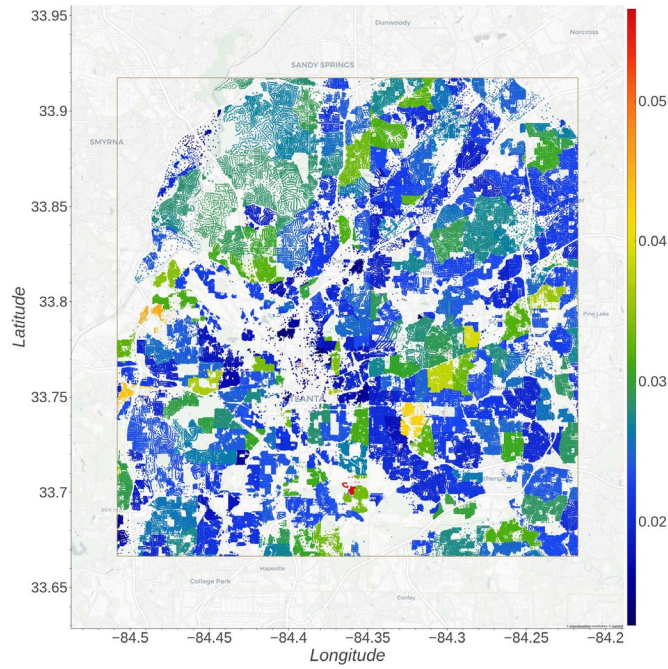 33.95
33.9
33.85
33.8
33.75
33.7
33.65
Latitude
Dunwoody
Norcross
SANDY SPRINGS
SMYRNA
Pine Lake
Hapeville
College Park
Conley
−84.5
−84.45
−84.4
−84.35
−84.3
−84.25
−84.2
Longitude
0.05
0.04
0.03
0.02